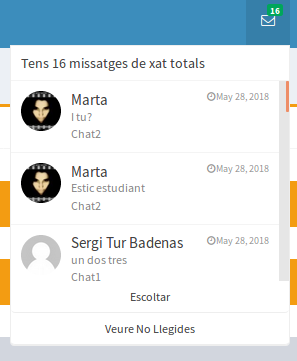 16
Tens 16 missatges de xat totals
Marta
May 28, 2018
I tu?
Chat2
Marta
May 28, 2018
Estic estudiant
Chat2
Sergi Tur Badenas
May 28, 2018
un dos tres
Chat1
Escoltar
Veure No Llegides